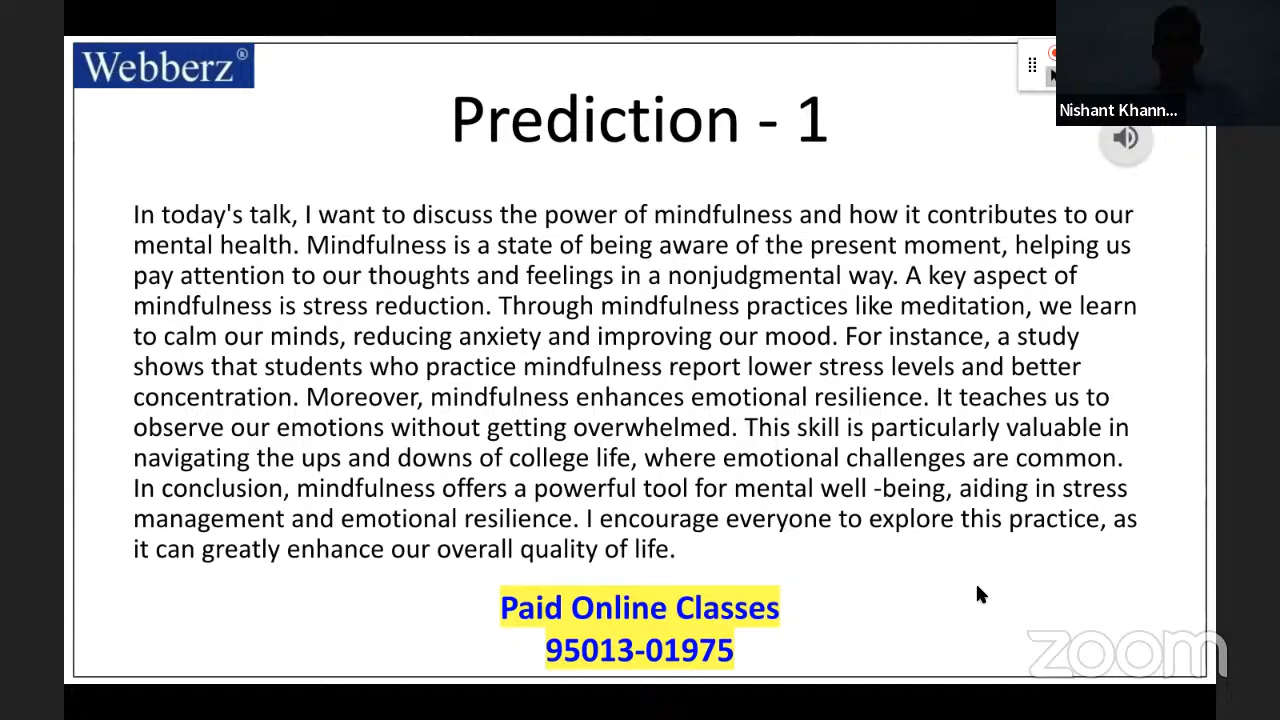 Webberz®
Nishant Khann...
Prediction - 1
In today's talk, I want to discuss the power of mindfulness and how it contributes to our
mental health. Mindfulness is a state of being aware of the present moment, helping us
pay attention to our thoughts and feelings in a nonjudgmental way. A key aspect of
mindfulness is stress reduction. Through mindfulness practices like meditation, we learn
to calm our minds, reducing anxiety and improving our mood. For instance, a study
shows that students who practice mindfulness report lower stress levels and better
concentration. Moreover, mindfulness enhances emotional resilience. It teaches us to
observe our emotions without getting overwhelmed. This skill is particularly valuable in
navigating the ups and downs of college life, where emotional challenges are common.
In conclusion, mindfulness offers a powerful tool for mental well -being, aiding in stress
management and emotional resilience. I encourage everyone to explore this practice, as
it can greatly enhance our overall quality of life.
Paid Online Classes
95013-01975
zoom